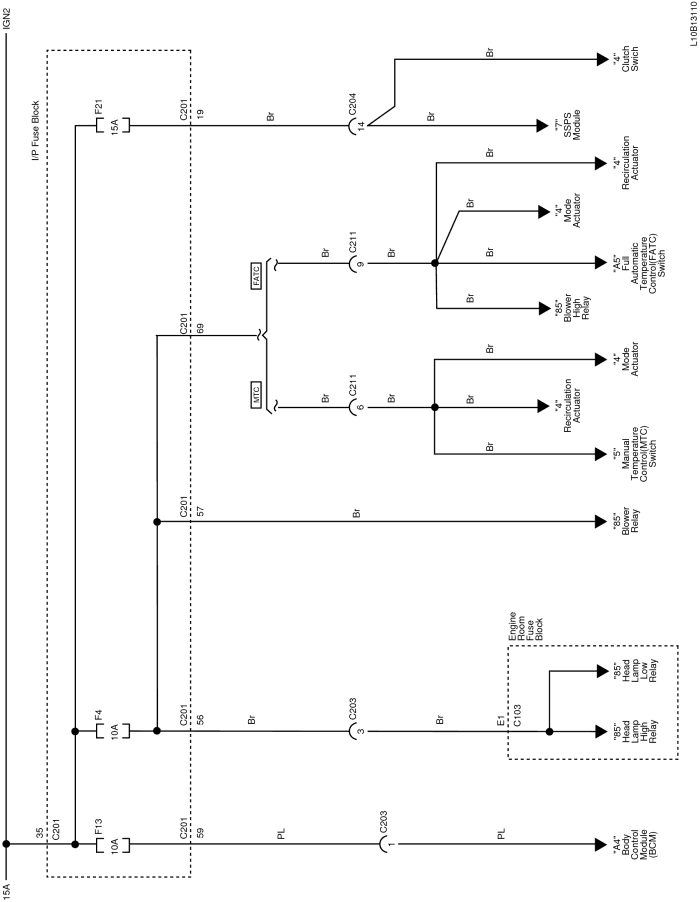 L10B13110
15A
IGN2
I/P Fuse Block
35
C201
F13
10A
F4
10A
F21
15A
C201
59
C201
56
C201
57
C201
69
C201
19
PL
Br
Br
Br
MTC
FATC
Br
Br
C203
1
C203
3
C211
6
C211
9
C204
14
PL
Br
Br
Br
Br
Br
E1
C103
Engine
Room
Fuse
Block
Br
Br
Br
Br
Br
Br
Br
"A4"
Body
Control
Module
(BCM)
"85"
Head
Lamp
High
Relay
"85"
Head
Lamp
Low
Relay
"85"
Blower
Relay
"5"
Manual
Temperature
Control(MTC)
Switch
"4"
Recirculation
Actuator
"4"
Mode
Actuator
"85"
Blower
High
Relay
"A5"
Full
Automatic
Temperature
Control(FATC)
Switch
"4"
Mode
Actuator
"4"
Recirculation
Actuator
"7"
SSPS
Module
"4"
Clutch
Swich